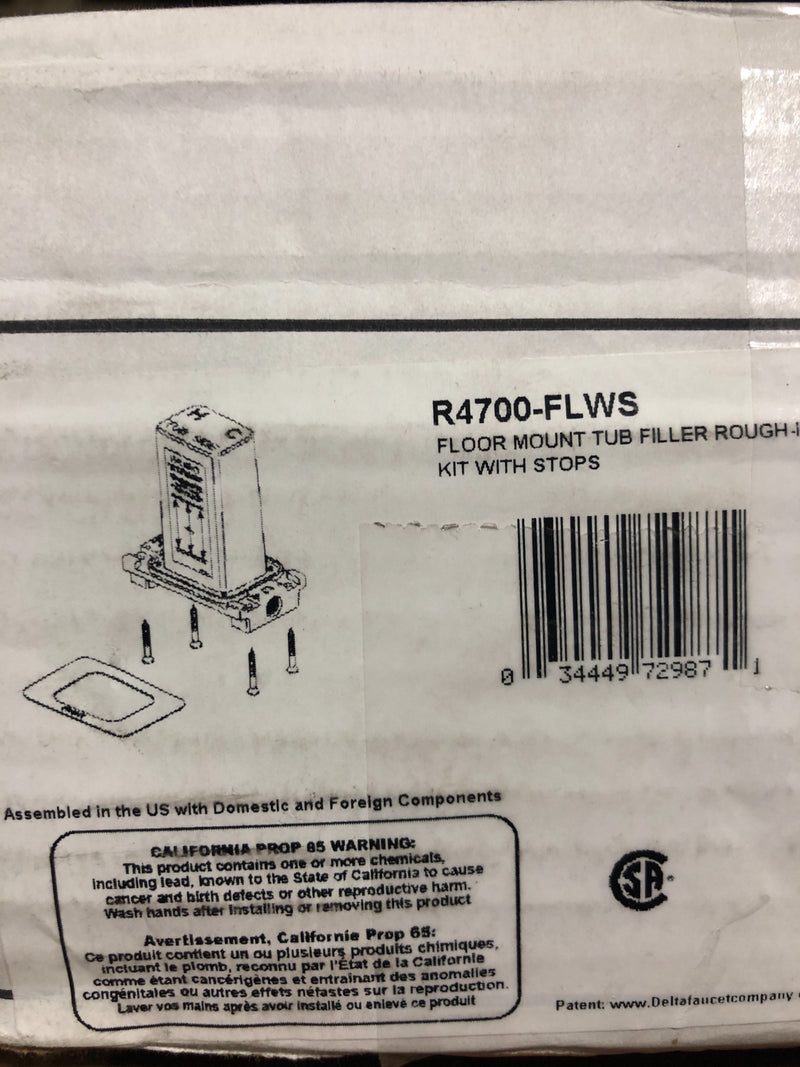 R4700-FLWS
FLOOR MOUNT TUB FILLER ROUGH-I
KIT WITH STOPS
0 34449 72987 1
Assembled in the US with Domestic and Foreign Components
CALIFORNIA PROP 65 WARNING:
This product contains one or more chemicals,
including lead, known to the State of California to cause
cancer and birth defects or other reproductive harm.
Wash hands after installing or removing this product
Avertissement, Californie Prop 65:
Ce produit contient un ou plusieurs produits chimiques,
incluant le plomb, reconnu par l'État de la Californie
comme étant cancérigènes et entraînant des anomalies
congénitales ou autres effets néfastes sur la reproduction.
Laver vos mains après avoir installé ou enlevé ce produit
CSA
Patent: www.Deltafaucetcompany